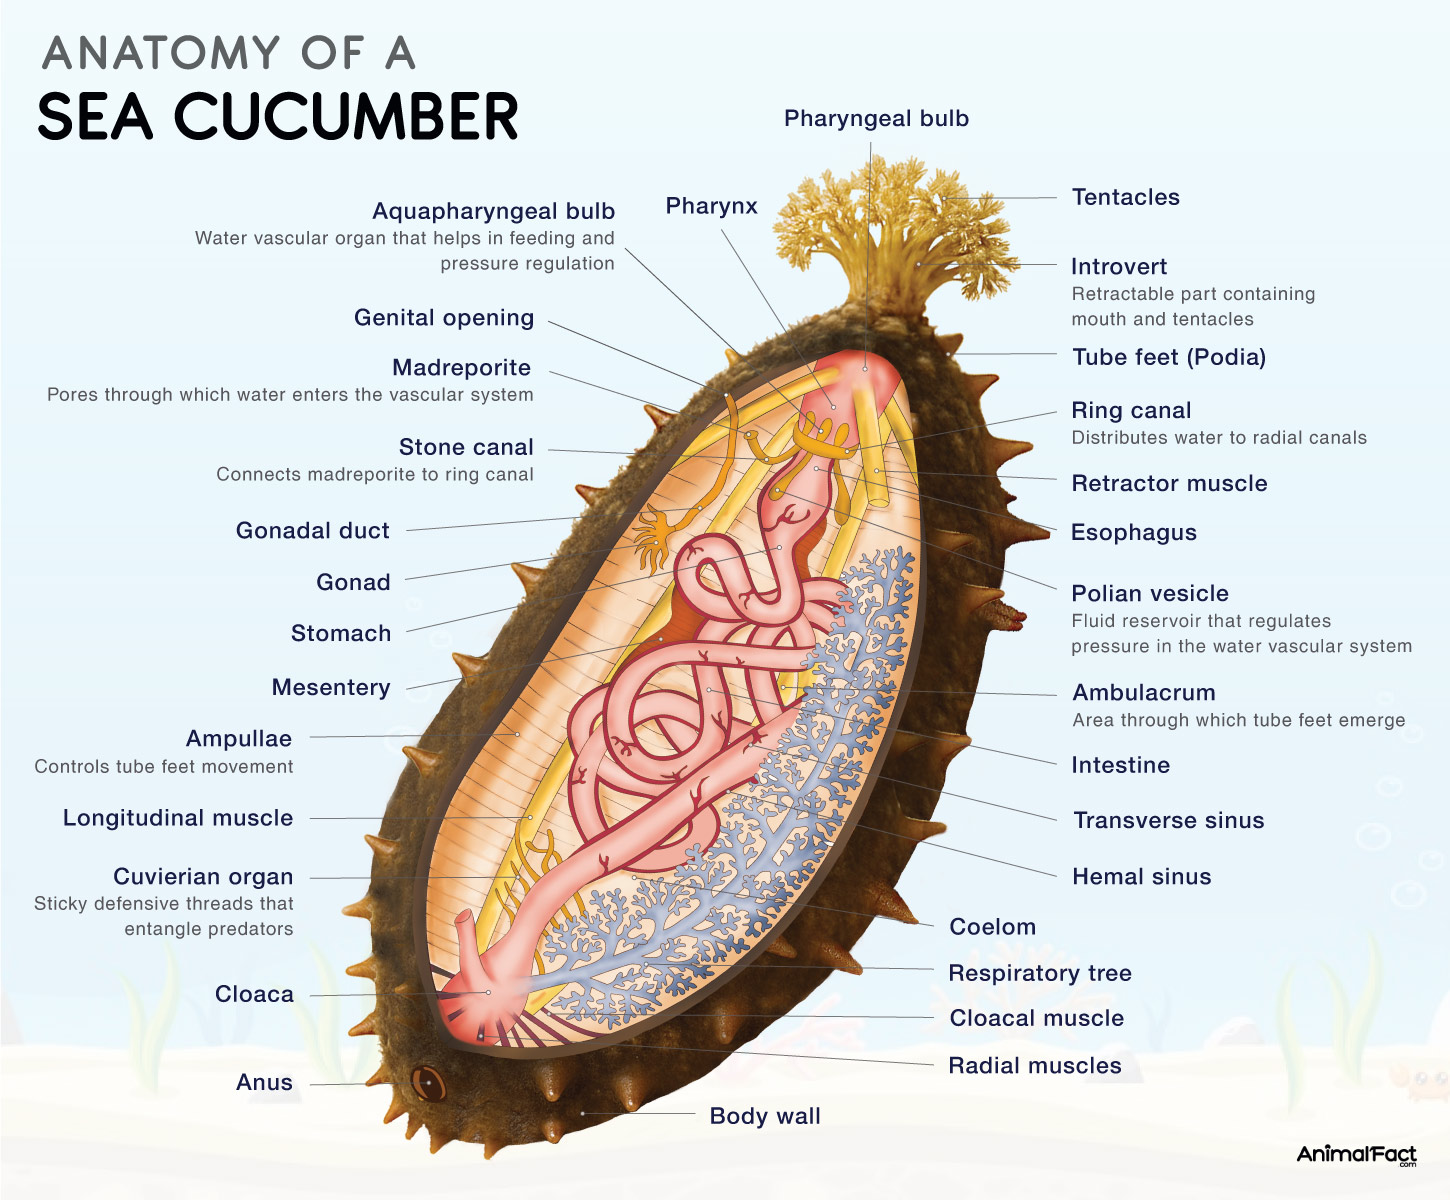 ANATOMY OF A
SEA CUCUMBER
Pharyngeal bulb
Aquapharyngeal bulb
Water vascular organ that helps in feeding and
pressure regulation
Pharynx
Genital opening
Madreporite
Pores through which water enters the vascular system
Stone canal
Connects madreporite to ring canal
Gonadal duct
Gonad
Stomach
Mesentery
Ampullae
Controls tube feet movement
Longitudinal muscle
Cuvierian organ
Sticky defensive threads that
entangle predators
Cloaca
Anus
Tentacles
Introvert
Retractable part containing
mouth and tentacles
Tube feet (Podia)
Ring canal
Distributes water to radial canals
Retractor muscle
Esophagus
Polian vesicle
Fluid reservoir that regulates
pressure in the water vascular system
Ambulacrum
Area through which tube feet emerge
Intestine
Transverse sinus
Hemal sinus
Coelom
Respiratory tree
Cloacal muscle
Radial muscles
Body wall
AnimalFact
.com